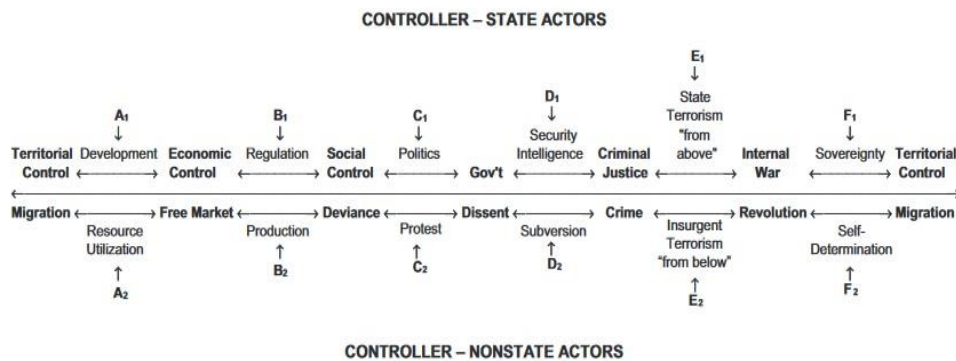 CONTROLLER – STATE ACTORS
E₁
A₁ B₁ C₁ D₁ State F₁
Terrorism
Security "from
Territorial Development Economic Regulation Social Politics Intelligence Criminal above" Internal Sovereignty Territorial
Control Control Control Gov't Justice War Control
Migration Free Market Deviance Dissent Crime Insurgent Revolution Migration
Resource Production Protest Subversion Terrorism Self-
Utilization "from below" Determination
A₂ B₂ C₂ D₂ E₂ F₂
CONTROLLER – NONSTATE ACTORS